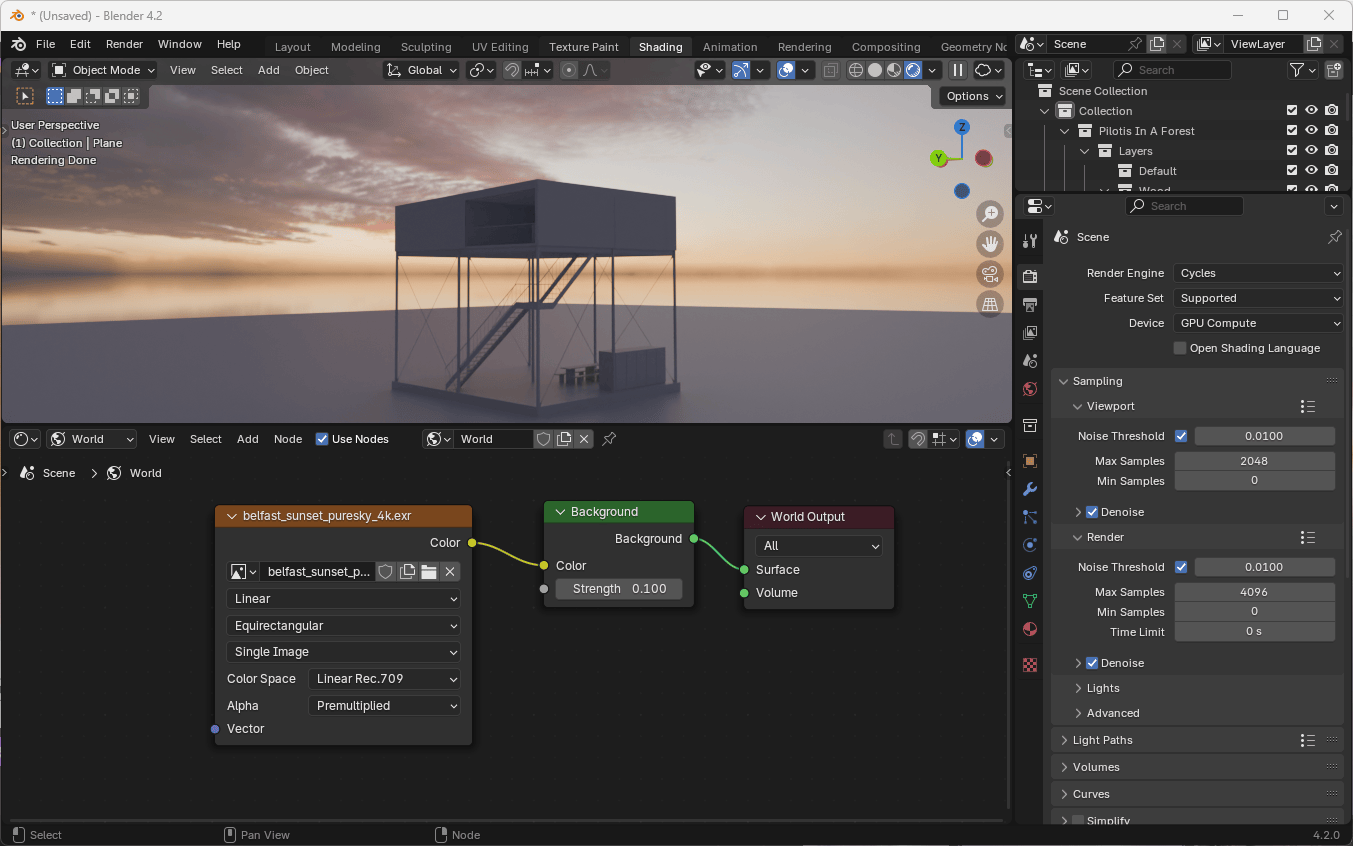 * (Unsaved) - Blender 4.2
File Edit Render Window Help Layout Modeling Sculpting UV Editing Texture Paint Shading Animation Rendering Compositing Geometry No Scene ViewLayer
Object Mode View Select Add Object Global Search
Options
User Perspective
(1) Collection | Plane
Rendering Done
Z
Y
Scene Collection
Collection
Pilotis In A Forest
Layers
Default
Wood
Search
Scene
Render Engine Cycles
Feature Set Supported
Device GPU Compute
Open Shading Language
Sampling
Viewport
Noise Threshold 0.0100
Max Samples 2048
Min Samples 0
Denoise
Render
Noise Threshold 0.0100
Max Samples 4096
Min Samples 0
Time Limit 0 s
Denoise
Lights
Advanced
Light Paths
Volumes
Curves
Simplify
World View Select Add Node Use Nodes World
Scene World
belfast_sunset_puresky_4k.exr
Color
belfast_sunset_p...
Linear
Equirectangular
Single Image
Color Space Linear Rec.709
Alpha Premultiplied
Vector
Background
Background
Color
Strength 0.100
World Output
All
Surface
Volume
Select Pan View Node 4.2.0